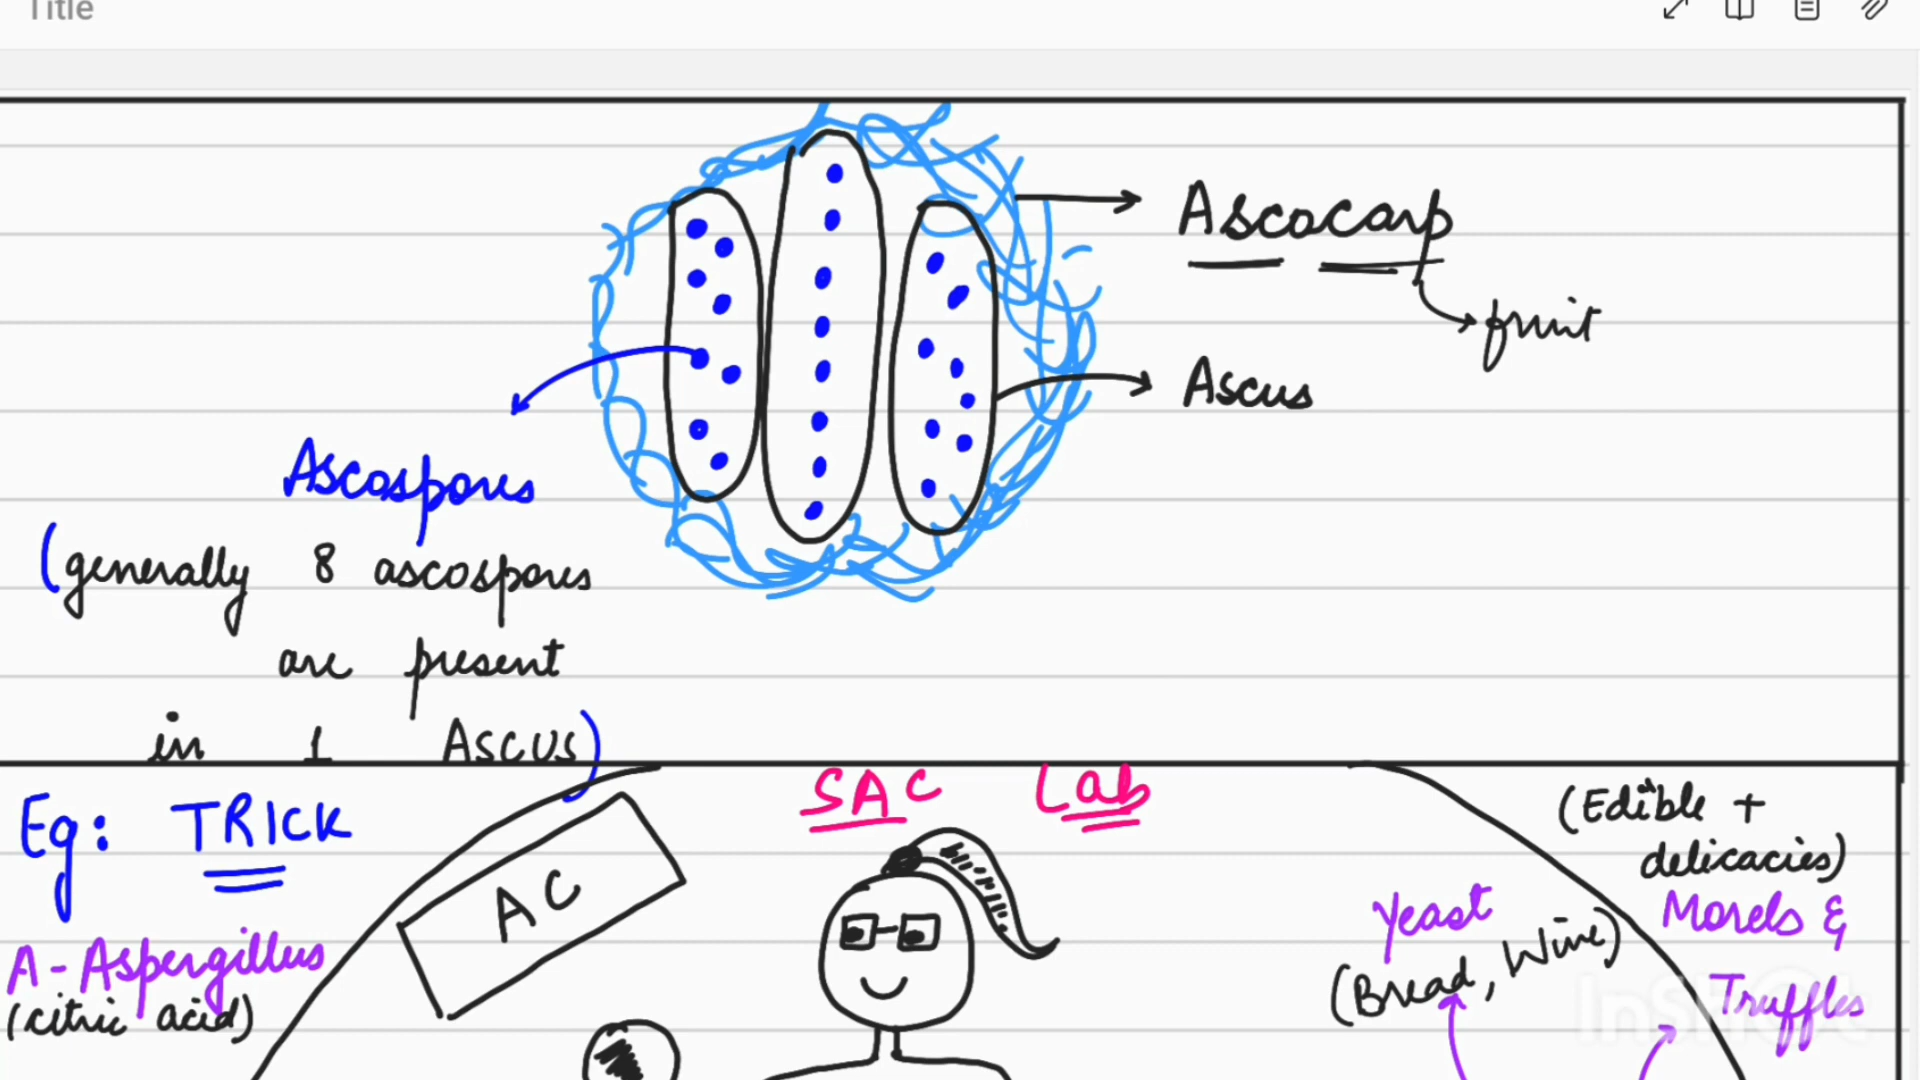 Title
Ascocarp
fruit
Ascus
Ascospores
(generally 8 ascospores
are present
in 1 ASCUS)
Eg: TRICK
SAC Lab
(Edible +
delicacies)
AC
Yeast
(Bread, Wine)
Morels &
Truffles
A - Aspergillus
(citric acid)
InShot